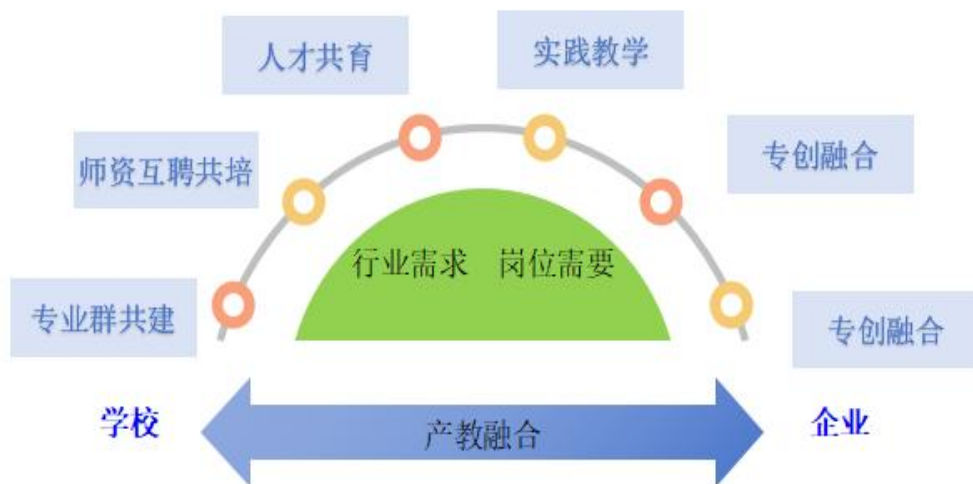 人才共育
实践教学
师资互聘共培
专创融合
行业需求 岗位需要
专业群共建
专创融合
学校
产教融合
企业